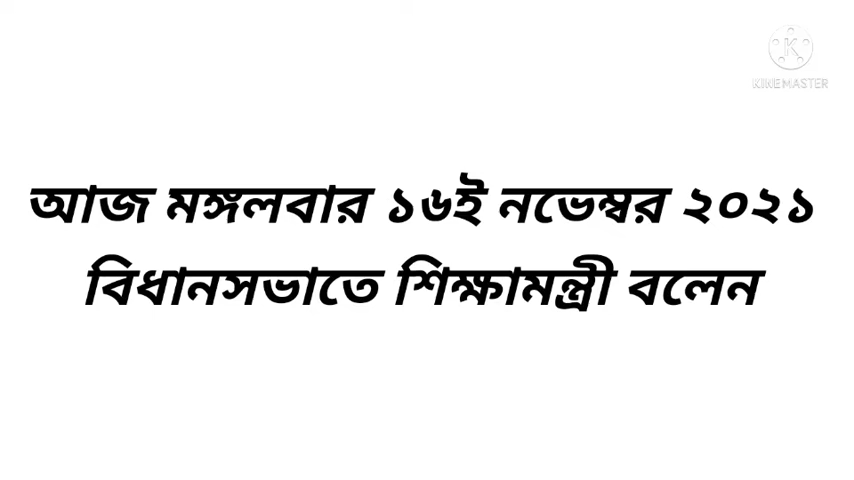 KINEMASTER
আজ মঙ্গলবার ১৬ই নভেম্বর ২০২১
বিধানসভাতে শিক্ষামন্ত্রী বলেন